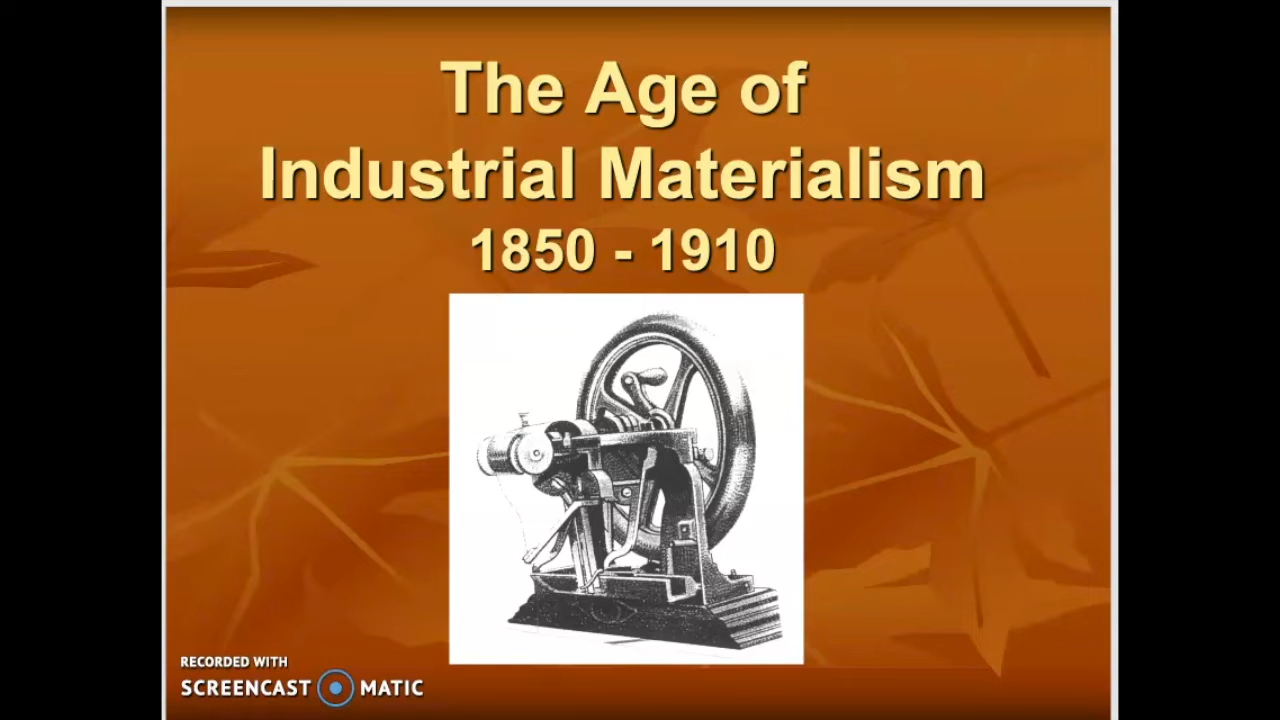 The Age of
Industrial Materialism
1850 - 1910
RECORDED WITH
SCREENCAST MATIC